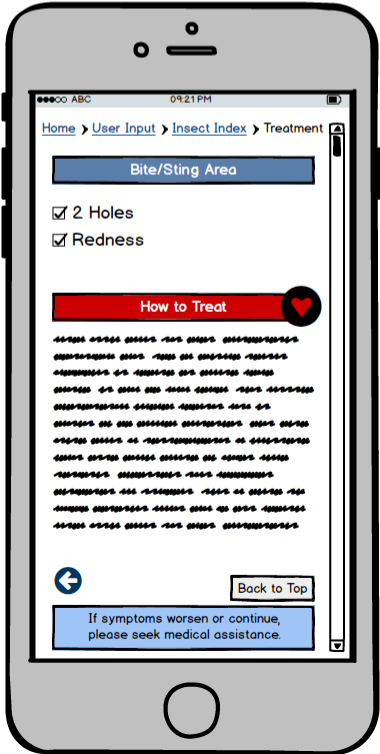 ABC 09:21 PM
Home User Input Insect Index Treatment
Bite/Sting Area
2 Holes
Redness
How to Treat
Back to Top
If symptoms worsen or continue,
please seek medical assistance.